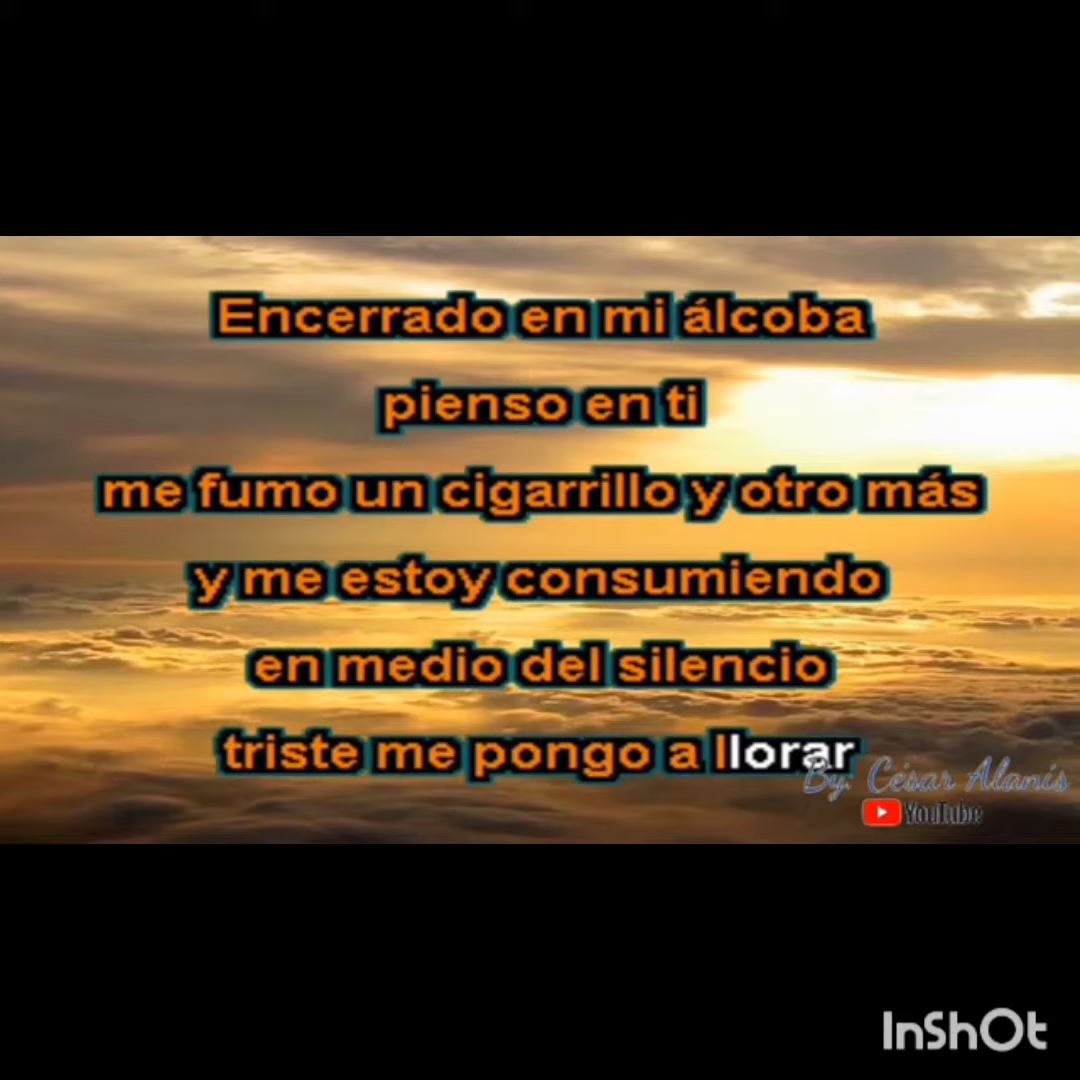 Encerrado en mi álcoba
pienso en ti
me fumo un cigarrillo y otro más
y me estoy consumiendo
en medio del silencio
triste me pongo a llorar
By: César Alanís
YouTube
InShOt